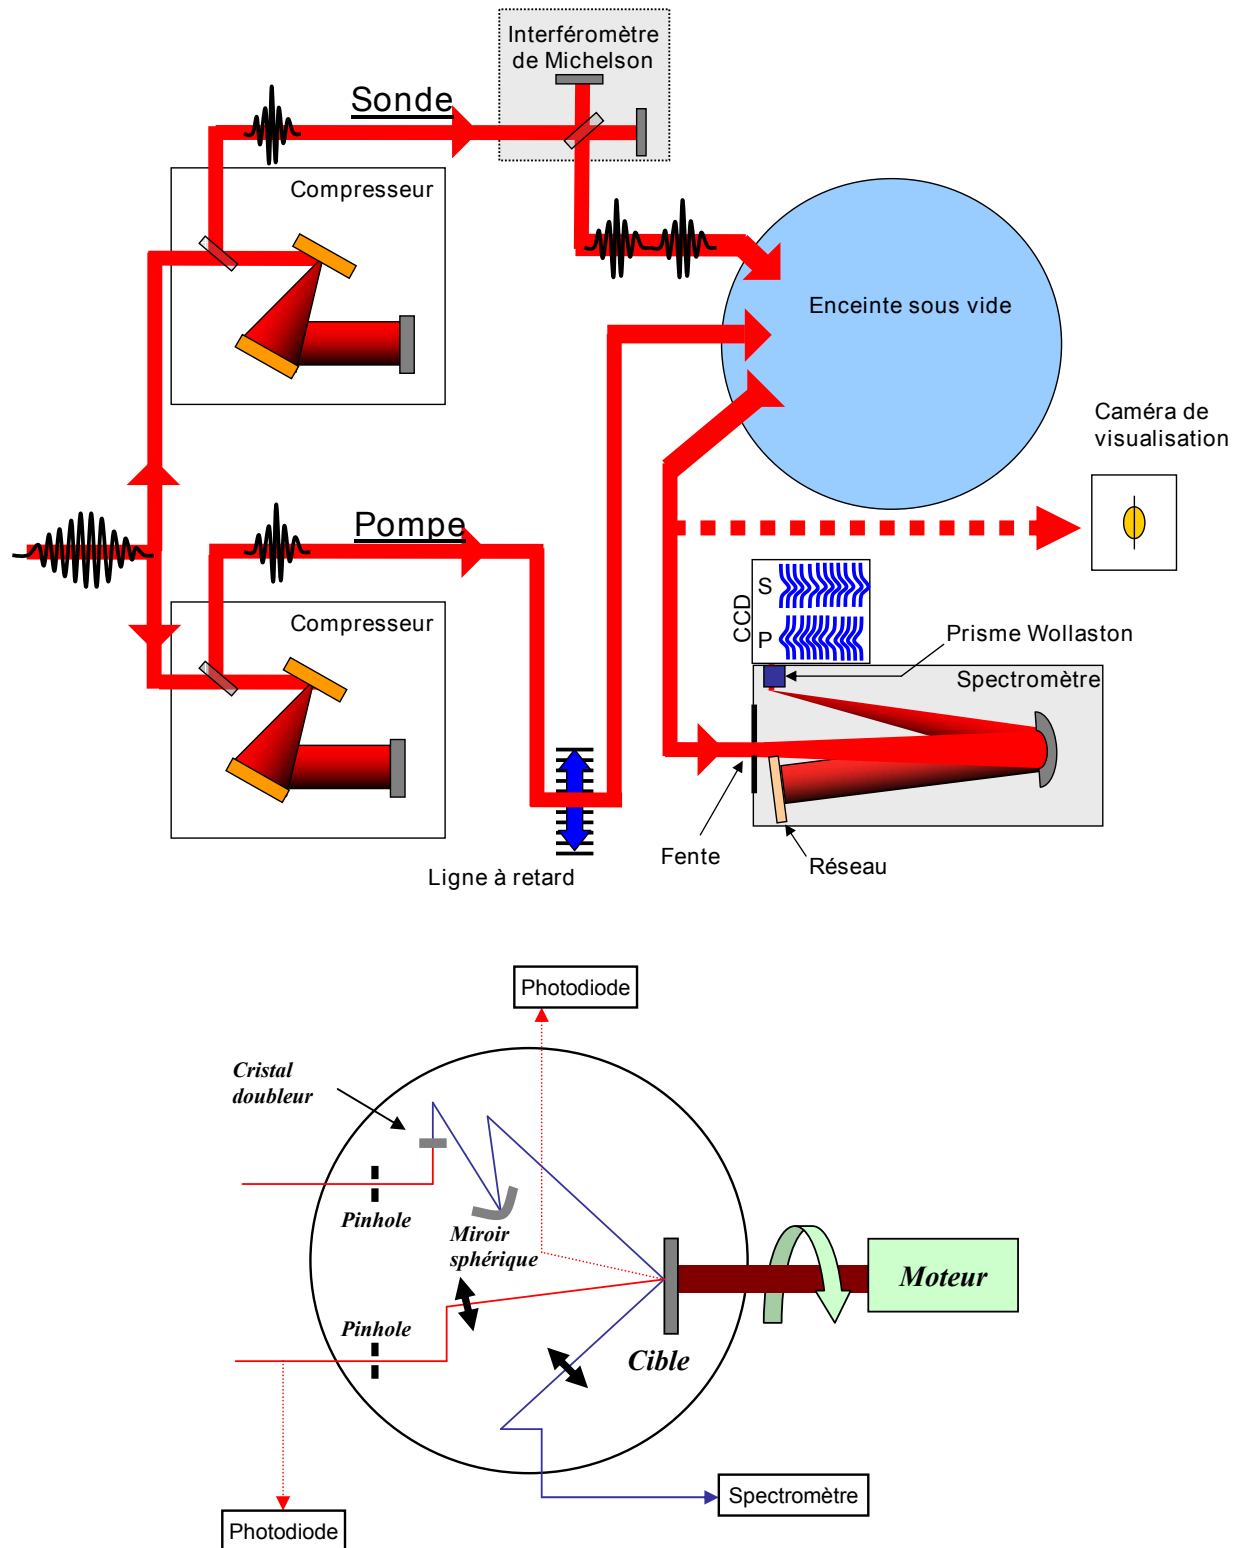 Interféromètre
de Michelson
Sonde
Compresseur
Enceinte sous vide
Caméra de
visualisation
Pompe
Compresseur
CCD
S
P
Prisme Wollaston
Spectromètre
Fente
Réseau
Ligne à retard
Photodiode
Cristal
doubleur
Pinhole
Miroir
sphérique
Moteur
Pinhole
Cible
Spectromètre
Photodiode